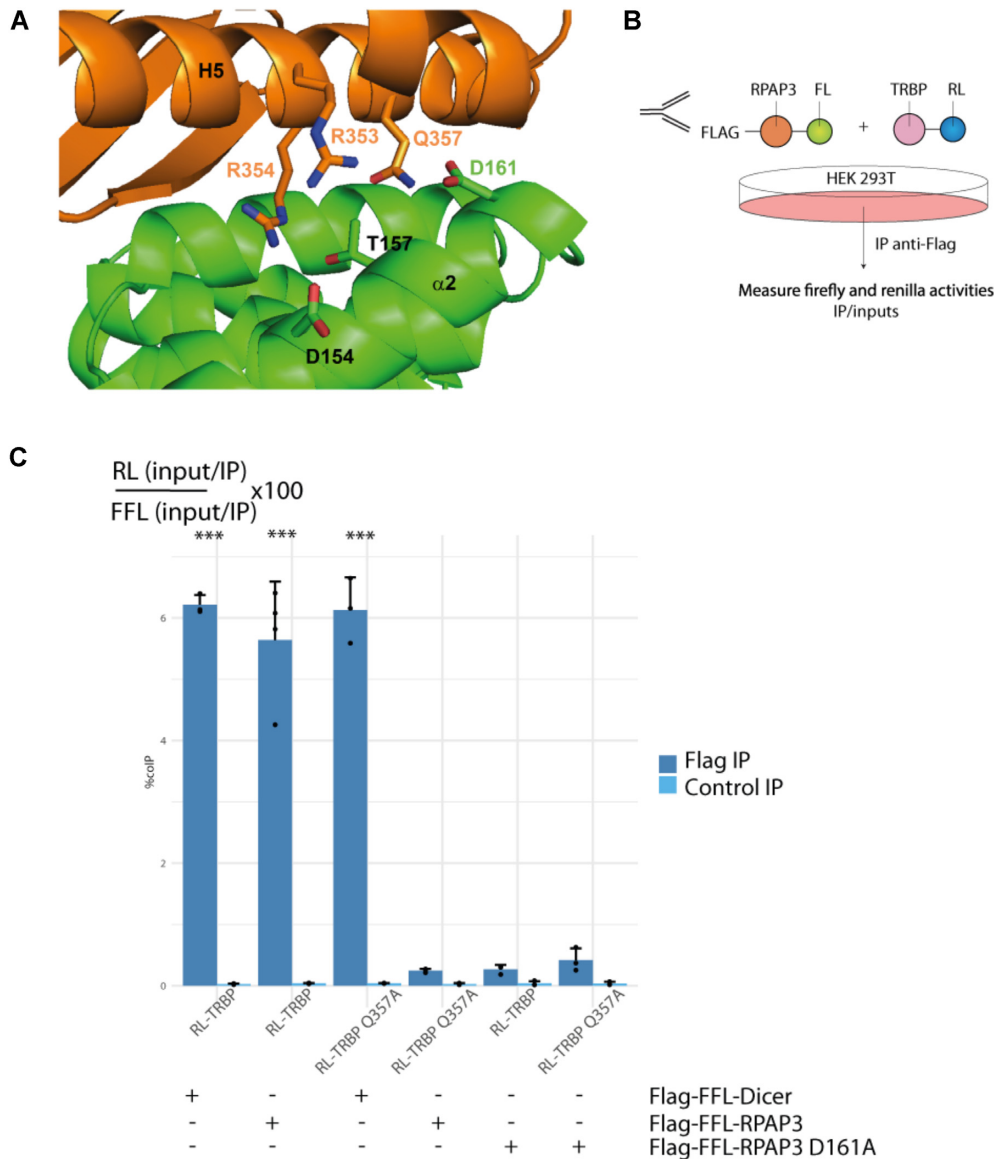 A
H5
R353
Q357
R354
D161
T157
α2
D154
B
RPAP3 FL TRBP RL
FLAG +
HEK 293T
IP anti-Flag
Measure firefly and renilla activities
IP/inputs
C
RL (input/IP)
FFL (input/IP) x100
*** *** ***
6
4
2
0
%coIP
Flag IP
Control IP
RL-TRBP
RL-TRBP
RL-TRBP Q357A
RL-TRBP Q357A
RL-TRBP
RL-TRBP Q357A
+ - + - - - Flag-FFL-Dicer
- + - + - - Flag-FFL-RPAP3
- - - - + + Flag-FFL-RPAP3 D161A